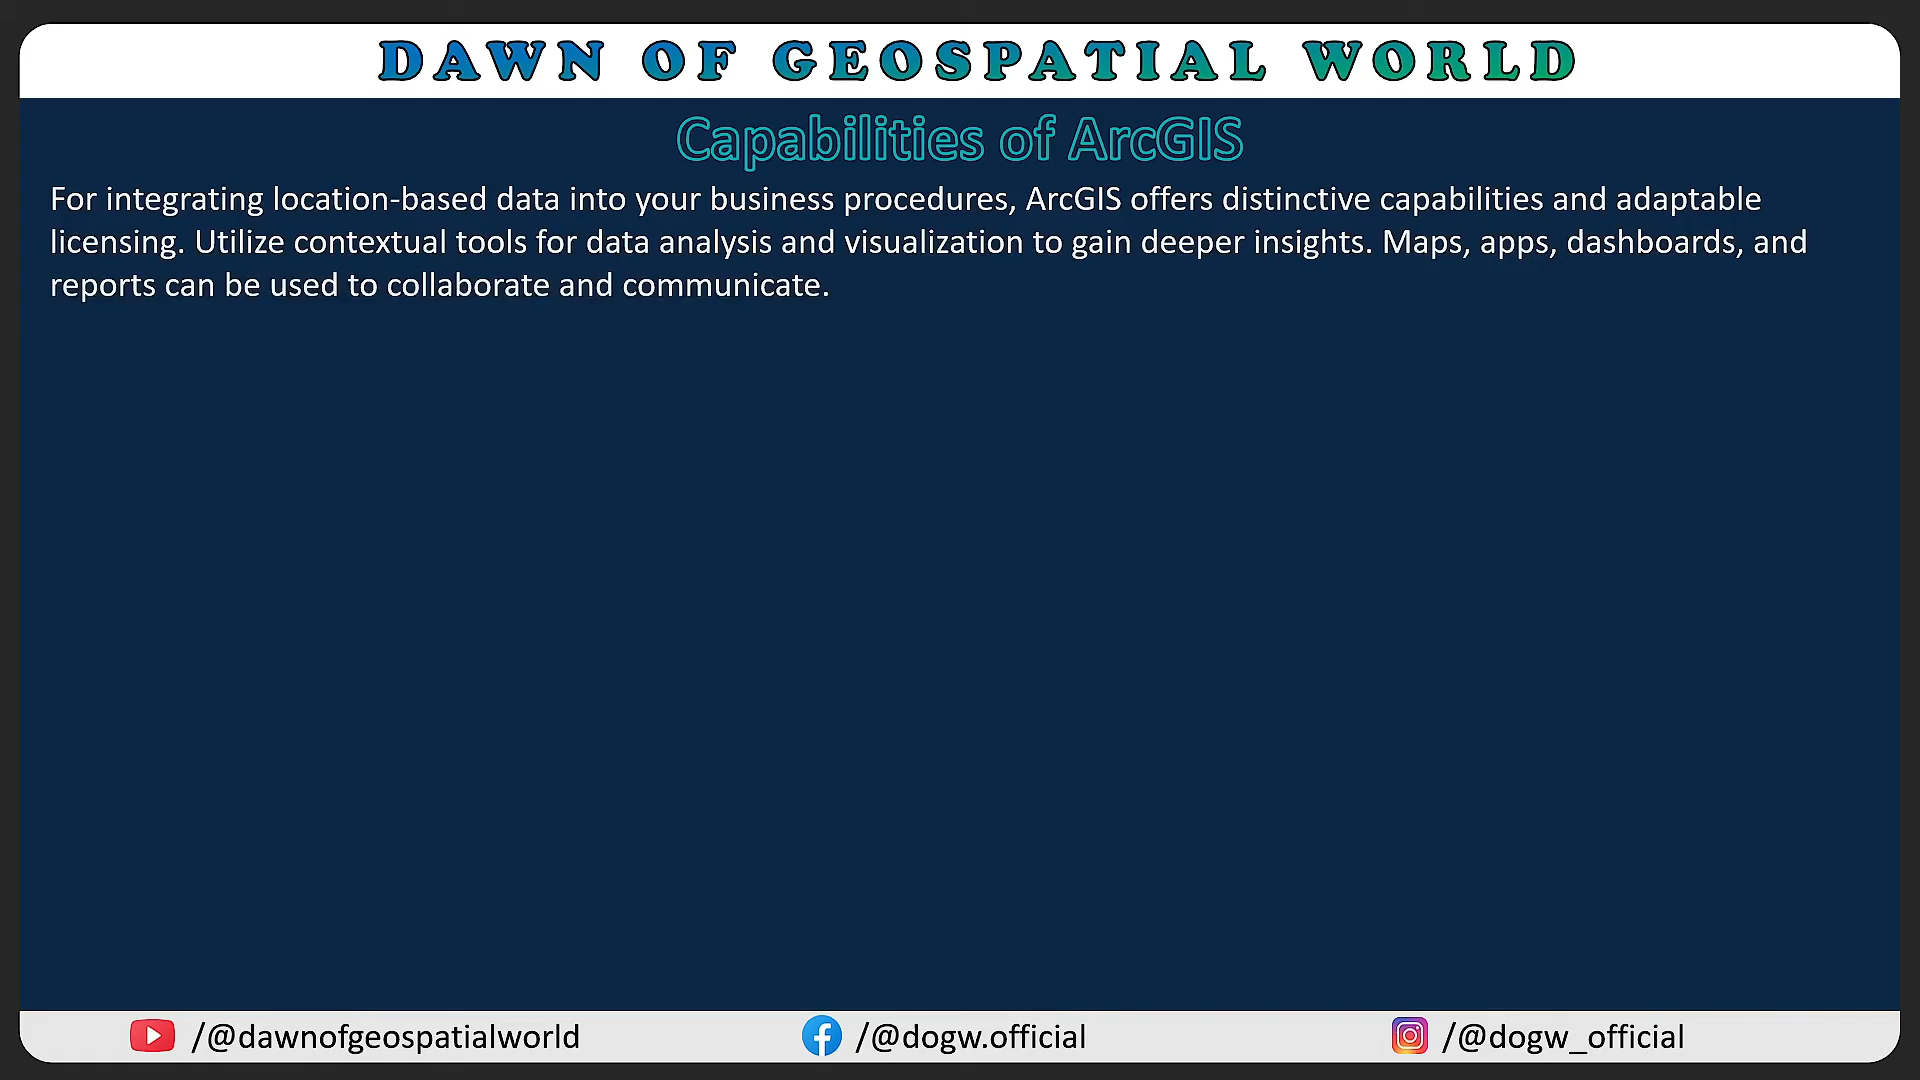 DAWN OF GEOSPATIAL WORLD
Capabilities of ArcGIS
For integrating location-based data into your business procedures, ArcGIS offers distinctive capabilities and adaptable
licensing. Utilize contextual tools for data analysis and visualization to gain deeper insights. Maps, apps, dashboards, and
reports can be used to collaborate and communicate.
/@dawnofgeospatialworld
/@dogw.official
/@dogw_official